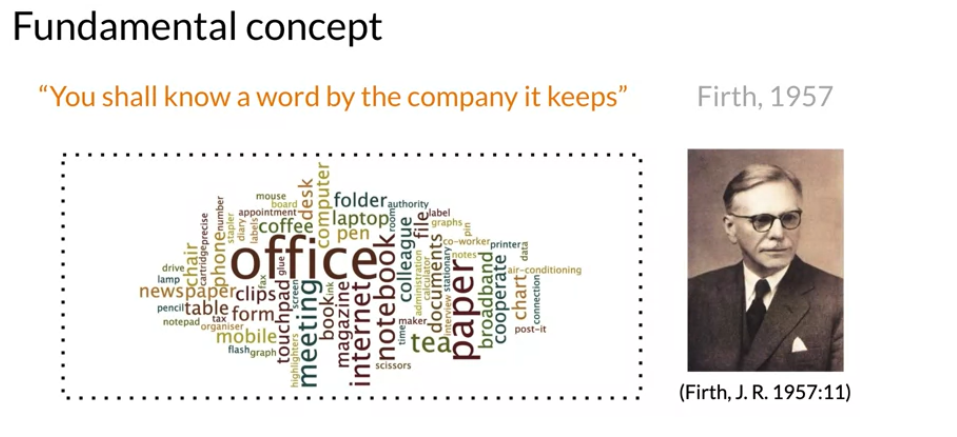 Fundamental concept
“You shall know a word by the company it keeps”
Firth, 1957
mouse
board
appointment
desk
computer
folder
authority
laptop
room
file
label
graphs
pin
number
precise
cartridge
stapler
diary
labels
coffee
pen
colleague
co-worker
printer
data
chair
phone
office
notebook
documents
notes
drive
lamp
newspaper
clips
fax
glue
screen
touchpad
meeting
book
ink
magazine
internet
administration
calculator
interview
stationary
paper
broadband
cooperate
air-conditioning
chart
connection
pencil
table
form
tax
notepad
organiser
mobile
flash
graph
highlighters
time
maker
tea
scissors
post-it
(Firth, J. R. 1957:11)